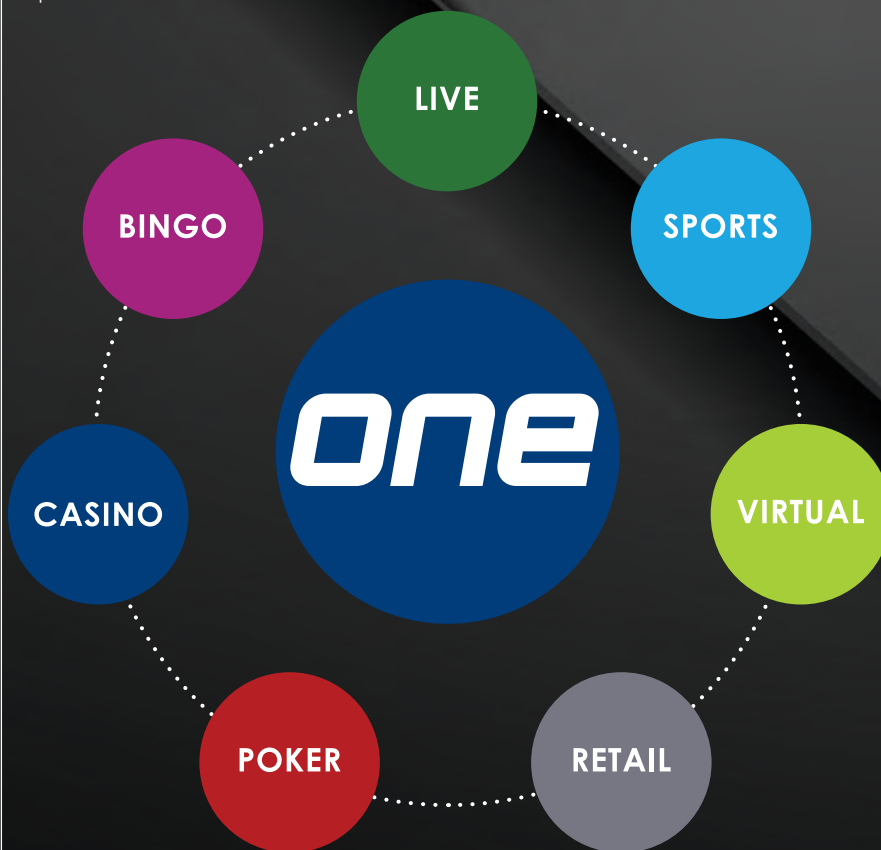 LIVE
BINGO
SPORTS
one
CASINO
VIRTUAL
POKER
RETAIL